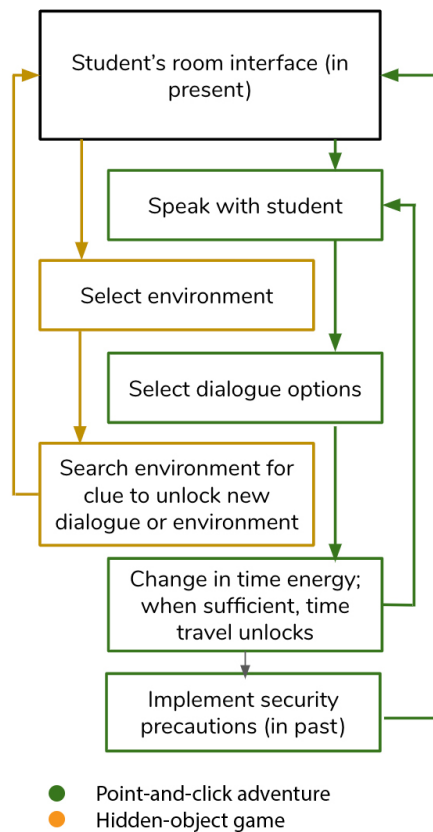 Student’s room interface (in
present)
Speak with student
Select environment
Select dialogue options
Search environment for
clue to unlock new
dialogue or environment
Change in time energy;
when sufficient, time
travel unlocks
Implement security
precautions (in past)
Point-and-click adventure
Hidden-object game